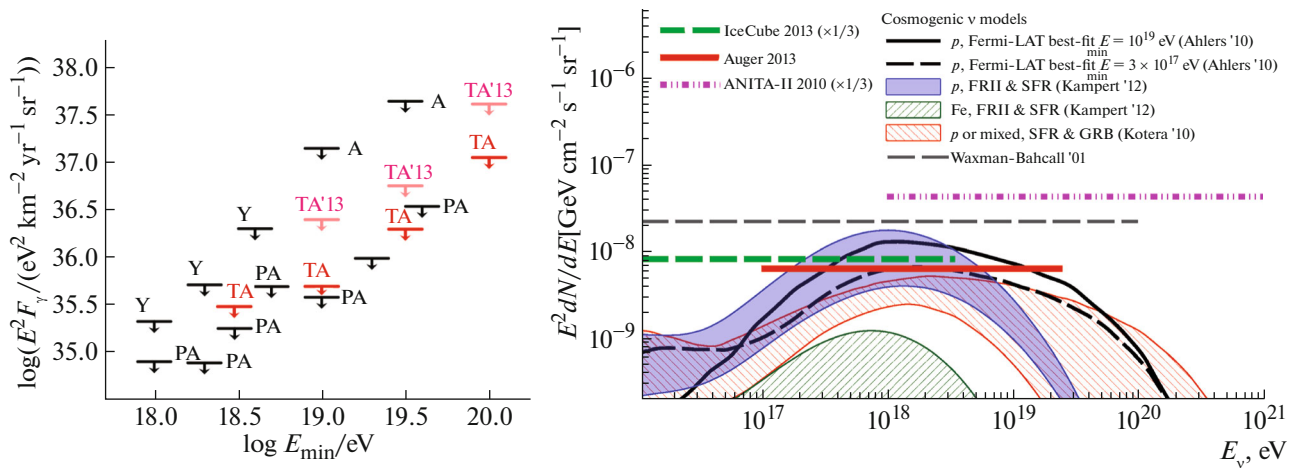 log(E²Fᵧ/(eV² km⁻² yr⁻¹ sr⁻¹))
38.0
37.5
37.0
36.5
36.0
35.5
35.0
A
TA'13
A
TA
TA'13
TA'13
PA
Y
TA
Y
PA
TA
PA
TA
Y
PA
PA
PA
18.0 18.5 19.0 19.5 20.0
log E_min/eV
E²dN/dE[GeV cm⁻² s⁻¹ sr⁻¹]
10⁻⁶
10⁻⁷
10⁻⁸
10⁻⁹
IceCube 2013 (×1/3)
Auger 2013
ANITA-II 2010 (×1/3)
Cosmogenic ν models
p, Fermi-LAT best-fit E = 10¹⁹ eV (Ahlers '10)
min
p, Fermi-LAT best-fit E = 3 × 10¹⁷ eV (Ahlers '10)
min
p, FRII & SFR (Kampert '12)
Fe, FRII & SFR (Kampert '12)
p or mixed, SFR & GRB (Kotera '10)
Waxman-Bahcall '01
10¹⁷ 10¹⁸ 10¹⁹ 10²⁰ 10²¹
E_ν, eV